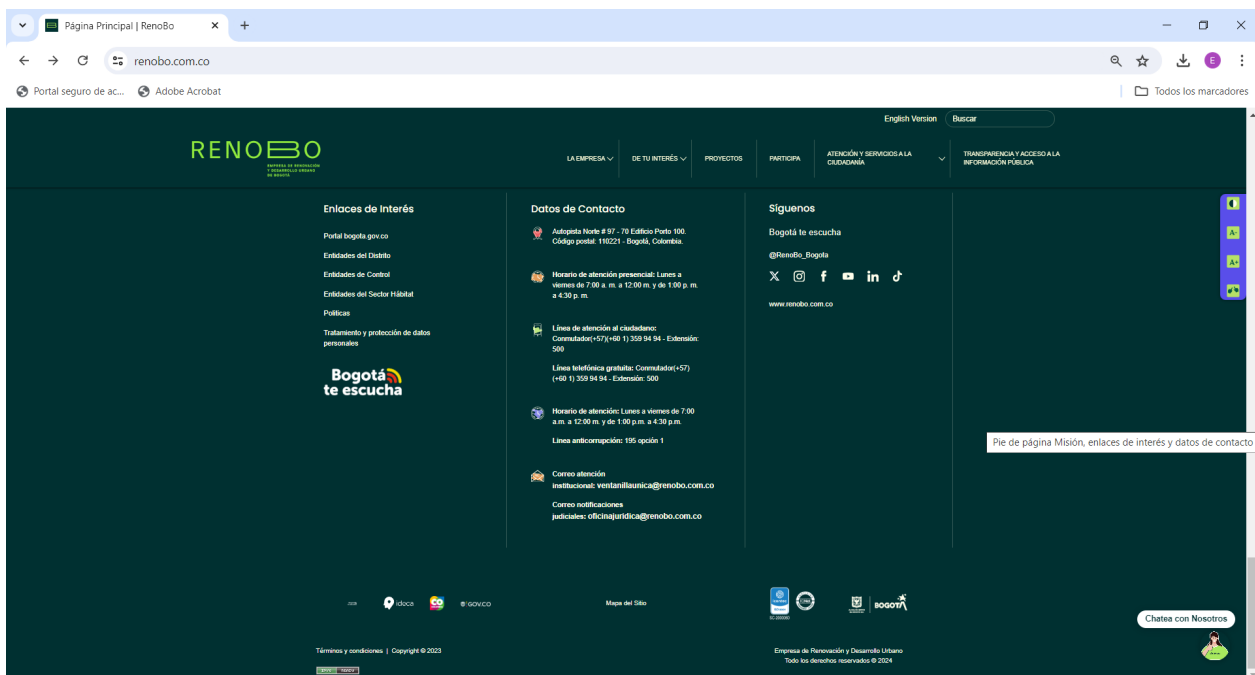 Página Principal | RenoBo
renobo.com.co
Portal seguro de ac...
Adobe Acrobat
Todos los marcadores
English Version
Buscar
RENOBO
EMPRESA DE RENOVACIÓN
Y DESARROLLO URBANO
DE BOGOTÁ
LA EMPRESA
DE TU INTERÉS
PROYECTOS
PARTICIPA
ATENCIÓN Y SERVICIOS A LA
CIUDADANÍA
TRANSPARENCIA Y ACCESO A LA
INFORMACIÓN PÚBLICA
Enlaces de Interés
Portal bogota.gov.co
Entidades del Distrito
Entidades de Control
Entidades del Sector Hábitat
Políticas
Tratamiento y protección de datos
personales
Bogotá
te escucha
Datos de Contacto
Autopista Norte # 97 - 70 Edificio Porto 100.
Código postal: 110221 - Bogotá, Colombia.
Horario de atención presencial: Lunes a
viernes de 7:00 a. m. a 12:00 m. y de 1:00 p. m.
a 4:30 p. m.
Línea de atención al ciudadano:
Conmutador(+57)(+60 1) 359 94 94 - Extensión:
500
Línea telefónica gratuita: Conmutador(+57)
(+60 1) 359 94 94 - Extensión: 500
Horario de atención: Lunes a viernes de 7:00
a.m. a 12:00 m. y de 1:00 p.m. a 4:30 p.m.
Línea anticorrupción: 195 opción 1
Correo atención
institucional: ventanillaunica@renobo.com.co
Correo notificaciones
judiciales: oficinajuridica@renobo.com.co
Síguenos
Bogotá te escucha
@RenoBo_Bogota
www.renobo.com.co
A-
A+
Pie de página Misión, enlaces de interés y datos de contacto
ideca
CO
GOV.CO
Mapa del Sitio
BOGOTÁ
Chatea con Nosotros
Términos y condiciones | Copyright © 2023
Empresa de Renovación y Desarrollo Urbano
Todo los derechos reservados © 2024